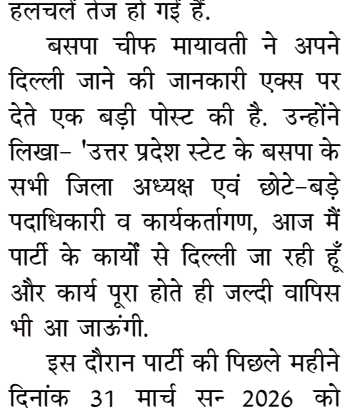 हलचलें तेज हो गई हैं.
बसपा चीफ मायावती ने अपने
दिल्ली जाने की जानकारी एक्स पर
देते एक बड़ी पोस्ट की है. उन्होंने
लिखा– 'उत्तर प्रदेश स्टेट के बसपा के
सभी जिला अध्यक्ष एवं छोटे–बड़े
पदाधिकारी व कार्यकर्तागण, आज मैं
पार्टी के कार्यों से दिल्ली जा रही हूँ
और कार्य पूरा होते ही जल्दी वापिस
भी आ जाऊंगी.
इस दौरान पार्टी की पिछले महीने
दिनांक 31 मार्च सन 2026 को